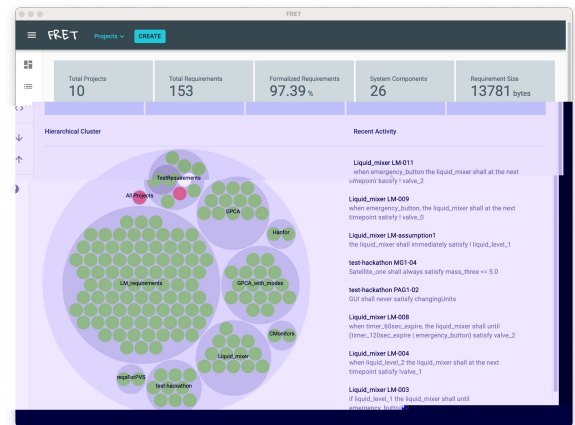 FRET
FRET
Projects
CREATE
Total Projects
10
Total Requirements
153
Formalized Requirements
97.39 %
System Components
26
Requirement Size
13781 bytes
Hierarchical Cluster
TestRequirements
All Projects
GPCA
Hanfor
LM_requirements
GPCA_with_modes
CMonitors
Liquid_mixer
reqsForPVS
test-hackathon
Recent Activity
Liquid_mixer LM-011
when emergency_button the liquid_mixer shall at the next
timepoint satisfy ! valve_2
Liquid_mixer LM-009
when emergency_button, the liquid_mixer shall at the next
timepoint satisfy ! valve_0
Liquid_mixer LM-assumption1
the liquid_mixer shall immediately satisfy ! liquid_level_1
test-hackathon MG1-04
Satellite_one shall always satisfy mass_three <= 5.0
test-hackathon PAG1-02
GUI shall never satisfy changingUnits
Liquid_mixer LM-008
when timer_60sec_expire, the liquid_mixer shall until
(timer_120sec_expire | emergency_button) satisfy valve_2
Liquid_mixer LM-004
when liquid_level_2 the liquid_mixer shall at the next
timepoint satisfy !valve_1
Liquid_mixer LM-003
if liquid_level_1 the liquid_mixer shall until